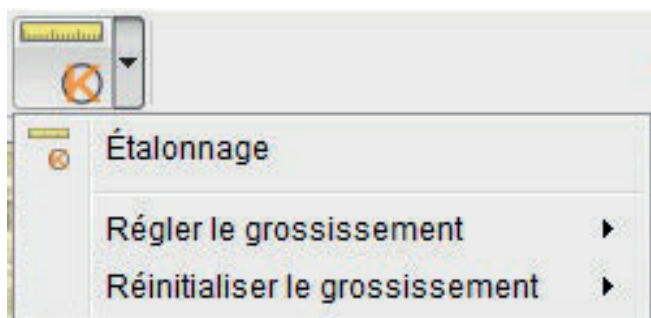 Étalonnage
Régler le grossissement
Réinitialiser le grossissement